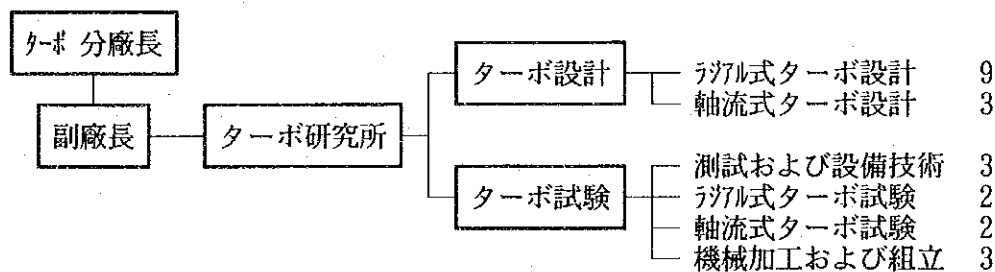 ﾀｰﾎﾞ 分廠長
副廠長
ターボ研究所
ターボ設計
ﾗｼﾞｱﾙ式ターボ設計 9
軸流式ターボ設計 3
ターボ試験
測試および設備技術 3
ﾗｼﾞｱﾙ式ターボ試験 2
軸流式ターボ試験 2
機械加工および組立 3